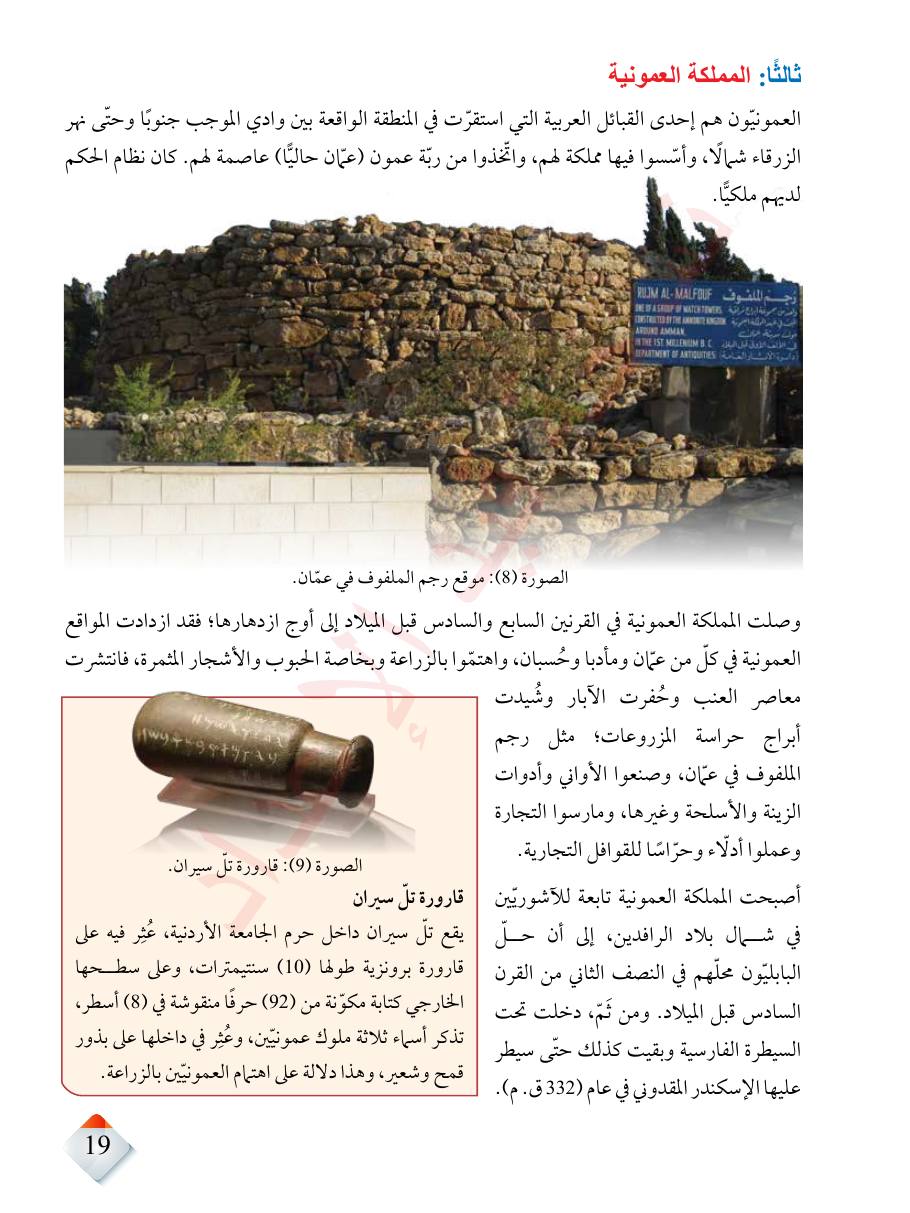 ثالثًا: المملكة العمونية
العمونيّون هم إحدى القبائل العربية التي استقرّت في المنطقة الواقعة بين وادي الموجب جنوبًا وحتّى نهر
الزرقاء شمالًا، وأسّسوا فيها مملكة لهم، واتّخذوا من ربّة عمون (عمّان حاليًّا) عاصمة لهم. كان نظام الحكم
لديهم ملكيًّا.
رجم الملفوف
RUJM AL-MALFOUF
ONE OF A GROUP OF WATCH TOWERS
CONSTRUCTED BY THE AMMONITE KINGDOM
AROUND AMMAN.
IN THE 1ST MILLENIUM B.C.
DEPARTMENT OF ANTIQUITIES
في الألف الأول قبل الميلاد
(دائرة الآثار العامة)
الصورة (8): موقع رجم الملفوف في عمّان.
وصلت المملكة العمونية في القرنين السابع والسادس قبل الميلاد إلى أوج ازدهارها؛ فقد ازدادت المواقع
العمونية في كلّ من عمّان ومأدبا وحُسبان، واهتمّوا بالزراعة وبخاصة الحبوب والأشجار المثمرة، فانتشرت
معاصر العنب وحُفرت الآبار وشُيدت
أبراج حراسة المزروعات؛ مثل رجم
الملفوف في عمّان، وصنعوا الأواني وأدوات
الزينة والأسلحة وغيرها، ومارسوا التجارة
وعملوا أدلّاء وحرّاسًا للقوافل التجارية.
أصبحت المملكة العمونية تابعة للآشوريّين
في شمال بلاد الرافدين، إلى أن حلّ
البابليّون محلّهم في النصف الثاني من القرن
السادس قبل الميلاد. ومن ثَمّ، دخلت تحت
السيطرة الفارسية وبقيت كذلك حتّى سيطر
عليها الإسكندر المقدوني في عام (332 ق. م).
الصورة (9): قارورة تلّ سيران.
قارورة تلّ سيران
يقع تلّ سيران داخل حرم الجامعة الأردنية، عُثِر فيه على
قارورة برونزية طولها (10) سنتيمترات، وعلى سطحها
الخارجي كتابة مكوّنة من (92) حرفًا منقوشة في (8) أسطر،
تذكر أسماء ثلاثة ملوك عمونيّين، وعُثِر في داخلها على بذور
قمح وشعير، وهذا دلالة على اهتمام العمونيّين بالزراعة.
19